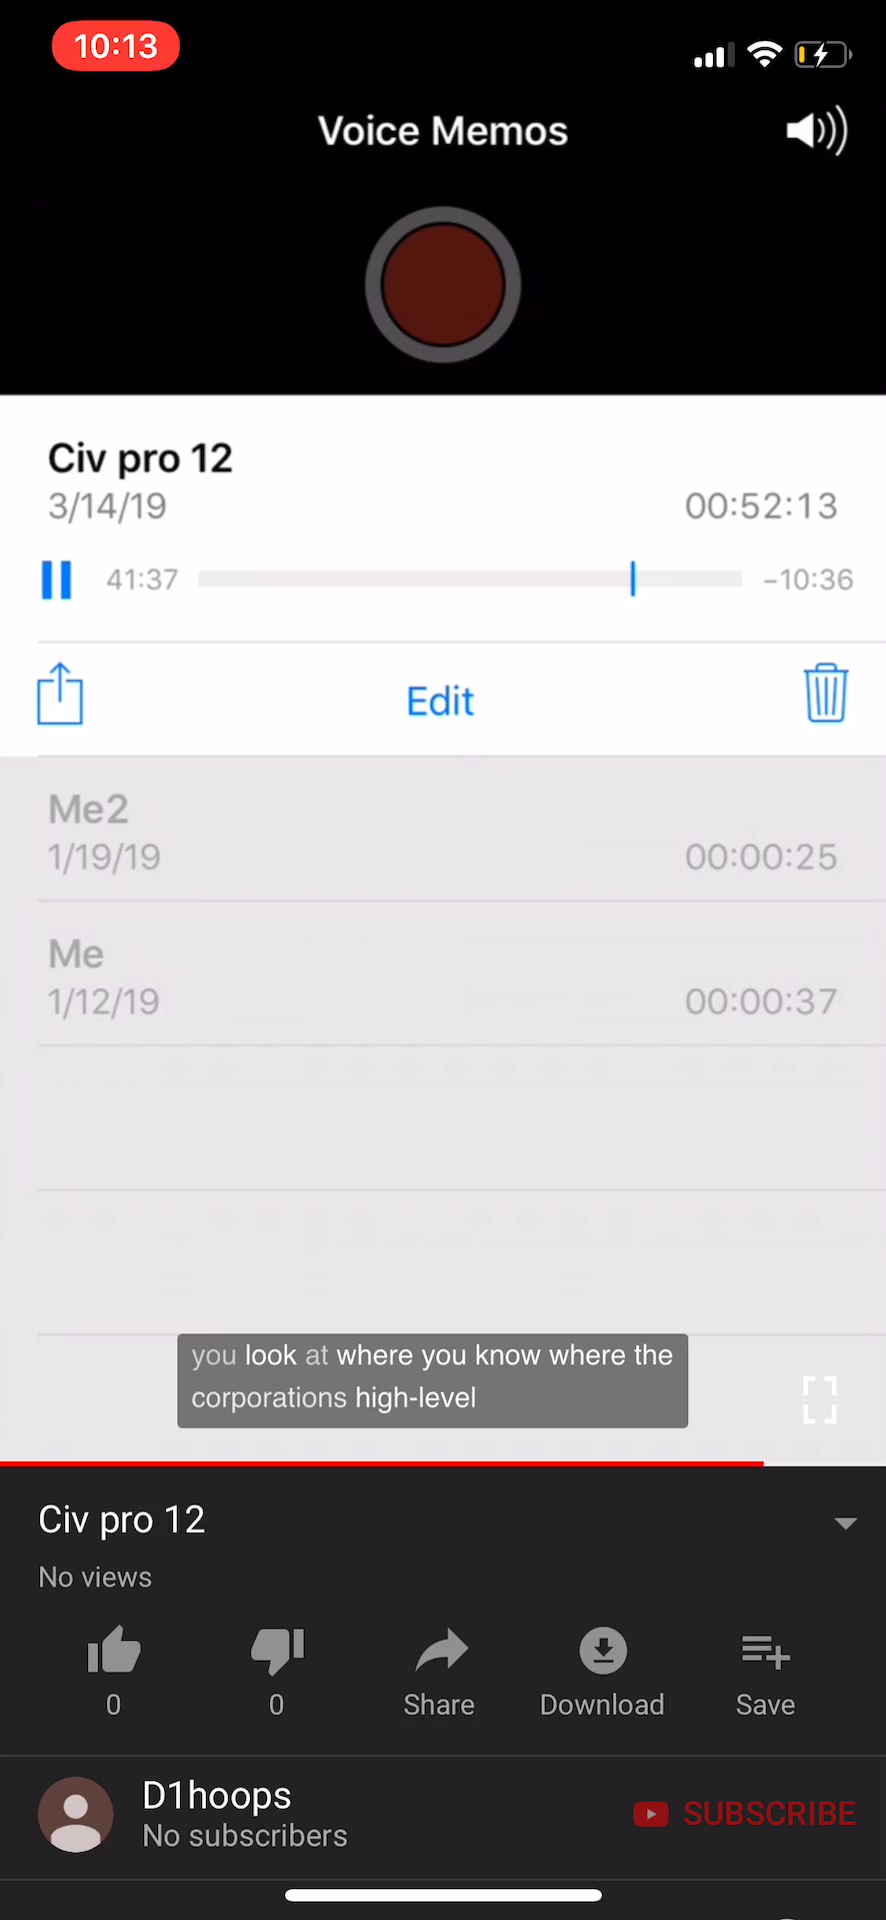 10:13
Voice Memos
Civ pro 12
3/14/19 00:52:13
41:37 -10:36
Edit
Me2
1/19/19 00:00:25
Me
1/12/19 00:00:37
you look at where you know where the
corporations high-level
Civ pro 12
No views
0 0 Share Download Save
D1hoops
No subscribers
SUBSCRIBE